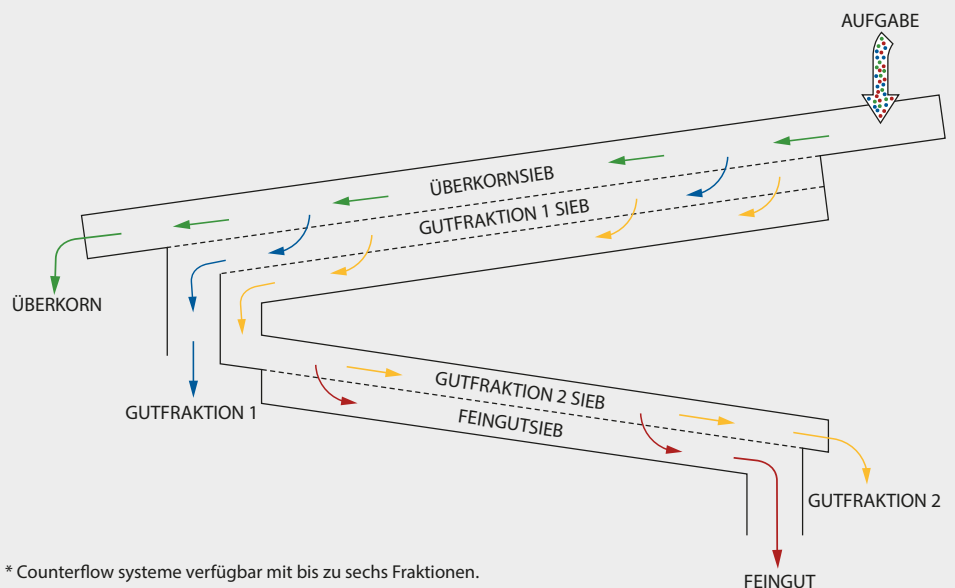 AUFGABE
ÜBERKORNSIEB
GUTFRAKTION 1 SIEB
ÜBERKORN
GUTFRAKTION 1
GUTFRAKTION 2 SIEB
FEINGUTSIEB
GUTFRAKTION 2
* Counterflow systeme verfügbar mit bis zu sechs Fraktionen.
FEINGUT